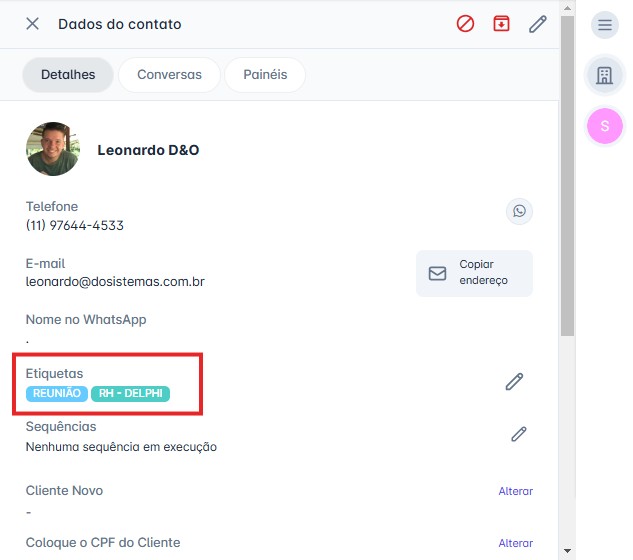 Dados do contato
Detalhes
Conversas
Painéis
Leonardo D&O
Telefone
(11) 97644-4533
E-mail
leonardo@dosistemas.com.br
Copiar
endereço
Nome no WhatsApp
.
Etiquetas
REUNIÃO RH - DELPHI
Sequências
Nenhuma sequência em execução
Cliente Novo
Alterar
-
Coloque o CPF do Cliente
Alterar
S